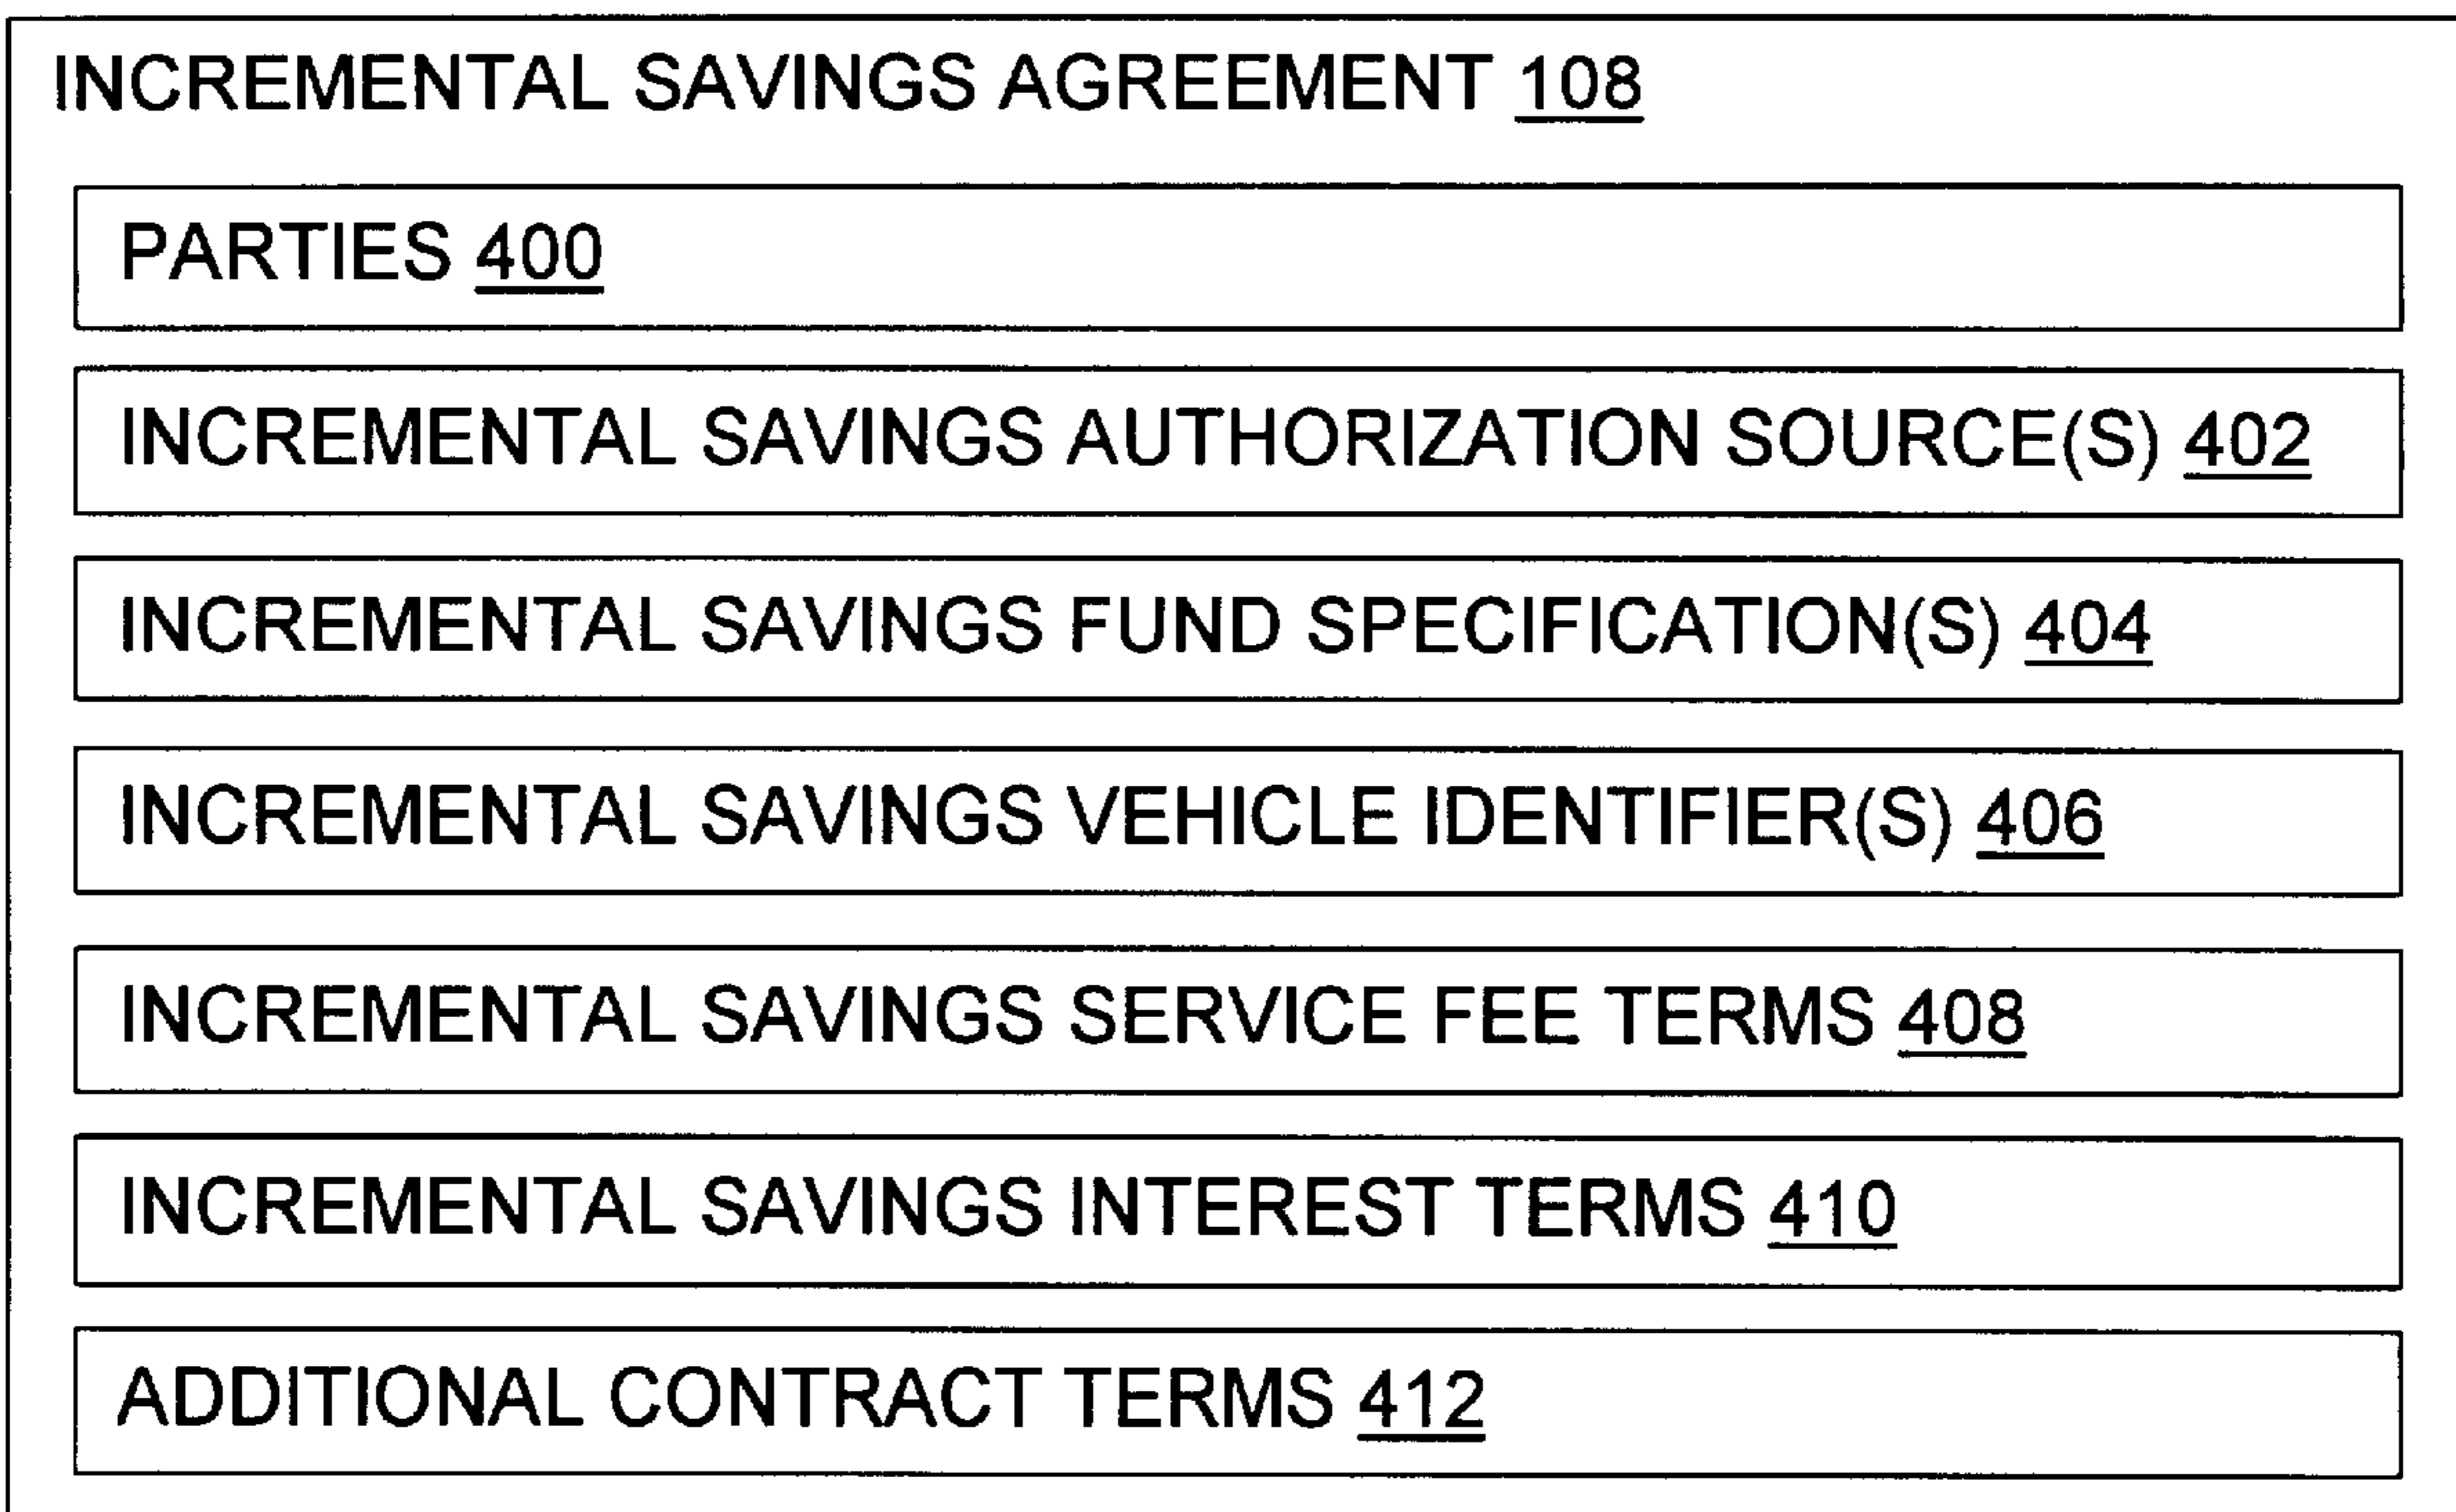 INCREMENTAL SAVINGS AGREEMENT 108
PARTIES 400
INCREMENTAL SAVINGS AUTHORIZATION SOURCE(S) 402
INCREMENTAL SAVINGS FUND SPECIFICATION(S) 404
INCREMENTAL SAVINGS VEHICLE IDENTIFIER(S) 406
INCREMENTAL SAVINGS SERVICE FEE TERMS 408
INCREMENTAL SAVINGS INTEREST TERMS 410
ADDITIONAL CONTRACT TERMS 412